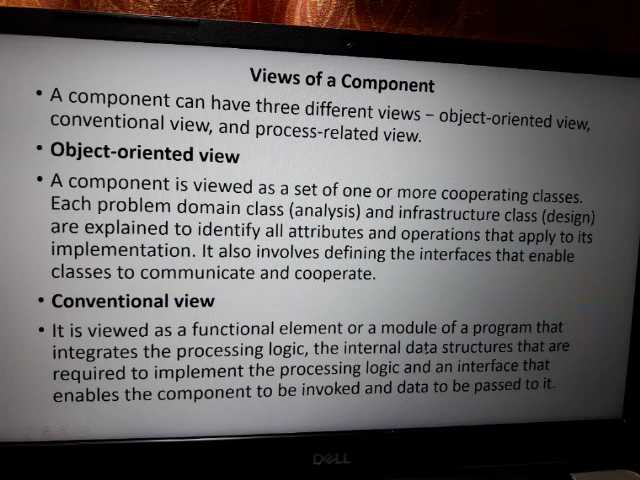 Views of a Component
• A component can have three different views – object-oriented view,
conventional view, and process-related view.
• Object-oriented view
• A component is viewed as a set of one or more cooperating classes.
Each problem domain class (analysis) and infrastructure class (design)
are explained to identify all attributes and operations that apply to its
implementation. It also involves defining the interfaces that enable
classes to communicate and cooperate.
• Conventional view
• It is viewed as a functional element or a module of a program that
integrates the processing logic, the internal data structures that are
required to implement the processing logic and an interface that
enables the component to be invoked and data to be passed to it.
DELL